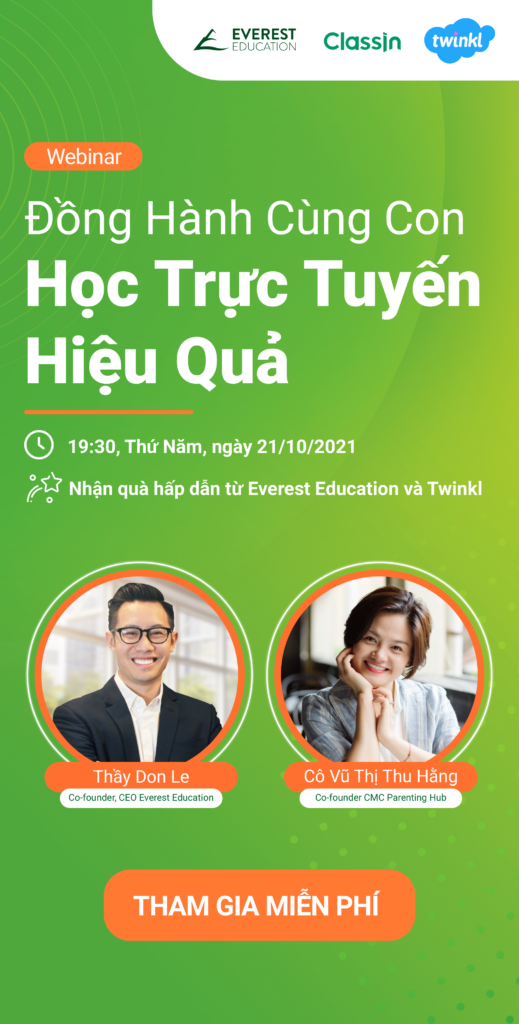 EVEREST
EDUCATION
ClassIn
twinkl
Webinar
Đồng Hành Cùng Con
Học Trực Tuyến
Hiệu Quả
19:30, Thứ Năm, ngày 21/10/2021
Nhận quà hấp dẫn từ Everest Education và Twinkl
Thầy Don Le
Co-founder, CEO Everest Education
Cô Vũ Thị Thu Hằng
Co-founder CMC Parenting Hub
THAM GIA MIỄN PHÍ